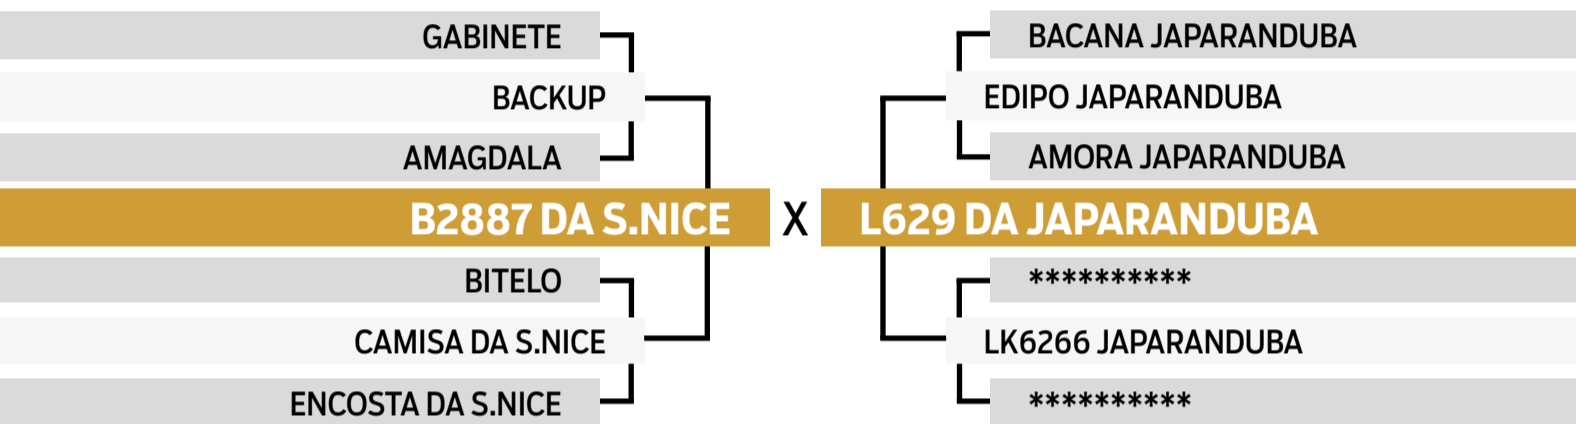 GABINETE
BACKUP
AMAGDALA
B2887 DA S.NICE
BITELO
CAMISA DA S.NICE
ENCOSTA DA S.NICE
X
BACANA JAPARANDUBA
EDIPO JAPARANDUBA
AMORA JAPARANDUBA
L629 DA JAPARANDUBA
**********
LK6266 JAPARANDUBA
**********